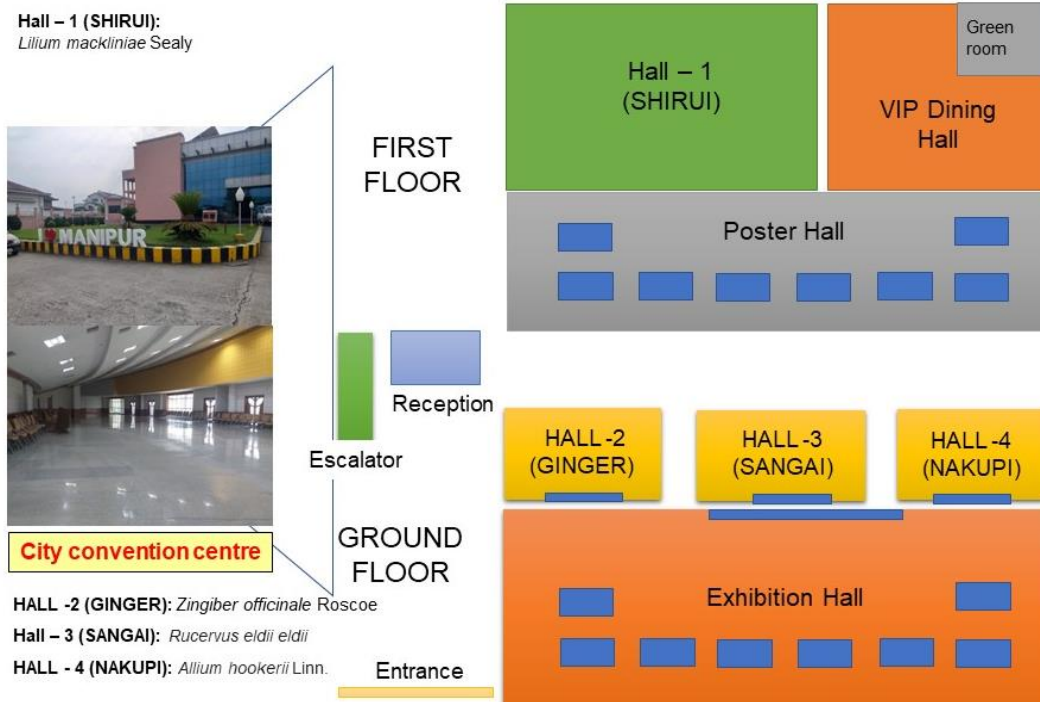 Hall – 1 (SHIRUI):
Lilium mackliniae Sealy
I MANIPUR
City convention centre
HALL -2 (GINGER): Zingiber officinale Roscoe
Hall – 3 (SANGAI): Rucervus eldii eldii
HALL - 4 (NAKUPI): Allium hookerii Linn.
FIRST
FLOOR
Reception
Escalator
GROUND
FLOOR
Entrance
Hall – 1
(SHIRUI)
Green
room
VIP Dining
Hall
Poster Hall
HALL -2
(GINGER)
HALL -3
(SANGAI)
HALL -4
(NAKUPI)
Exhibition Hall